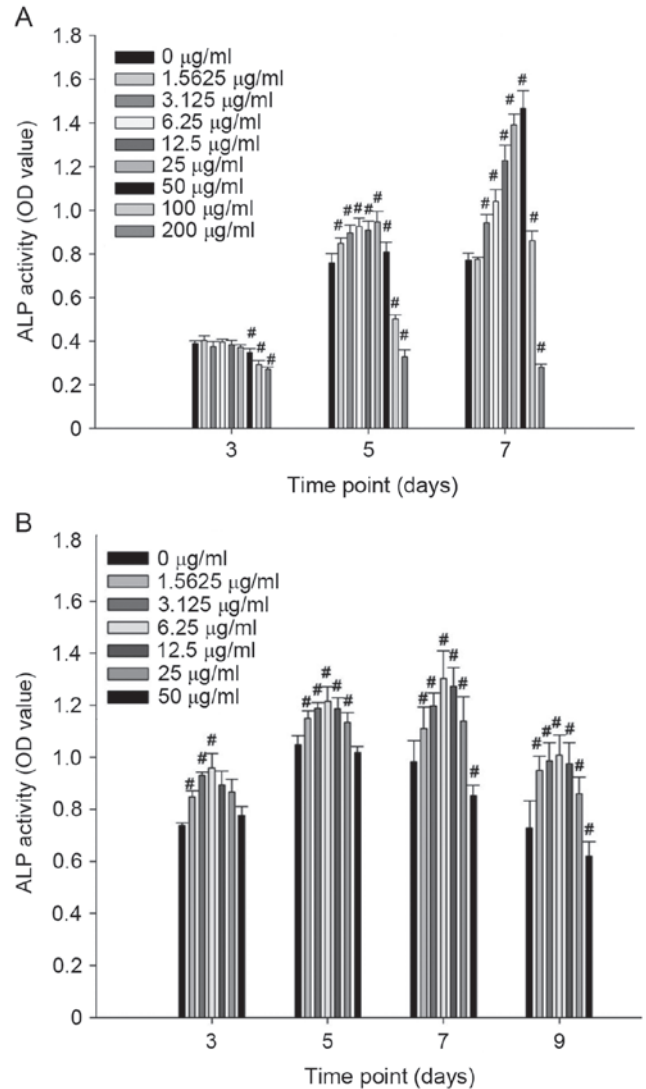 A
ALP activity (OD value)
1.8
1.6
1.4
1.2
1.0
0.8
0.6
0.4
0.2
0
0 μg/ml
1.5625 μg/ml
3.125 μg/ml
6.25 μg/ml
12.5 μg/ml
25 μg/ml
50 μg/ml
100 μg/ml
200 μg/ml
# # #
# # # # # # #
# # # # # # #
3 5 7
Time point (days)
B
ALP activity (OD value)
1.8
1.6
1.4
1.2
1.0
0.8
0.6
0.4
0.2
0
0 μg/ml
1.5625 μg/ml
3.125 μg/ml
6.25 μg/ml
12.5 μg/ml
25 μg/ml
50 μg/ml
# # #
# # # # #
# # # # # #
# # # # # #
3 5 7 9
Time point (days)